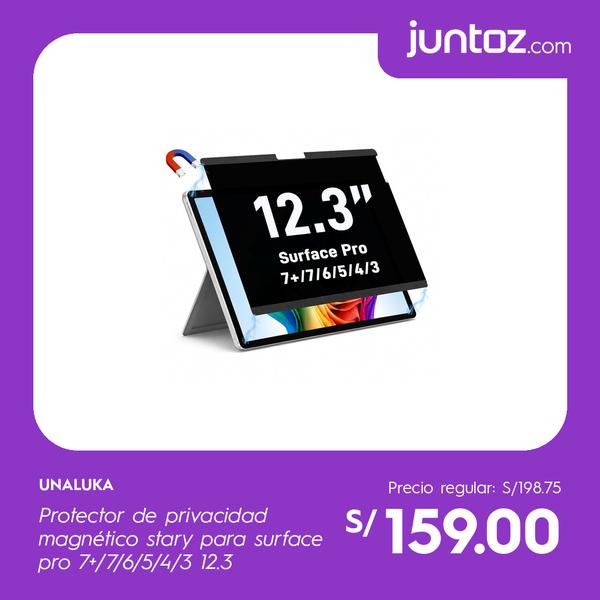 juntoz.com
12.3"
Surface Pro
7+/7/6/5/4/3
UNALUKA
Protector de privacidad
magnético stary para surface
pro 7+/7/6/5/4/3 12.3
Precio regular: S/198.75
S/159.00